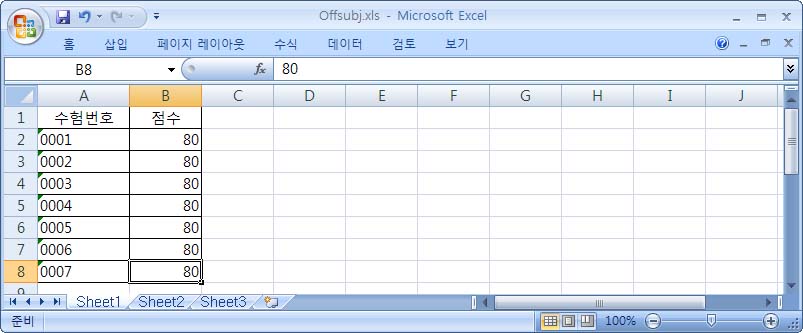 Offsubj.xls - Microsoft Excel
홈 삽입 페이지 레이아웃 수식 데이터 검토 보기
B8 fx 80
A B C D E F G H I J
1 수험번호 점수
2 0001 80
3 0002 80
4 0003 80
5 0004 80
6 0005 80
7 0006 80
8 0007 80
Sheet1 Sheet2 Sheet3
준비 100%